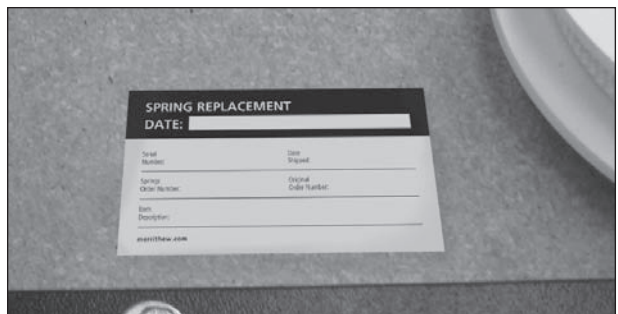 SPRING REPLACEMENT
DATE:
Serial Date
Number: Shipped:
Springs Original
Order Number: Order Number:
Item
Description:
merrithew.com